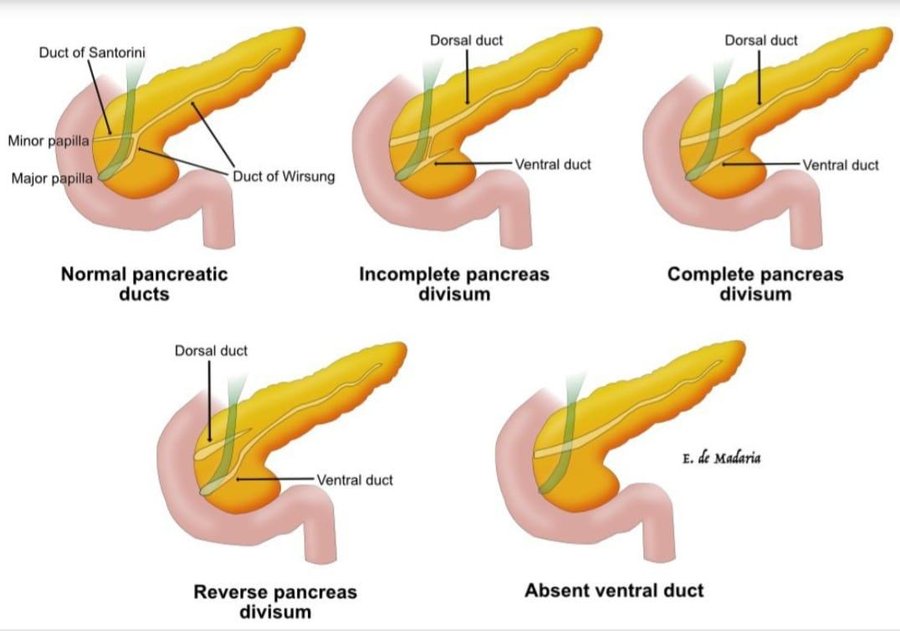 Duct of Santorini
Minor papilla
Major papilla
Duct of Wirsung
Normal pancreatic
ducts
Dorsal duct
Ventral duct
Incomplete pancreas
divisum
Dorsal duct
Ventral duct
Complete pancreas
divisum
Dorsal duct
Ventral duct
Reverse pancreas
divisum
E. de Madaria
Absent ventral duct